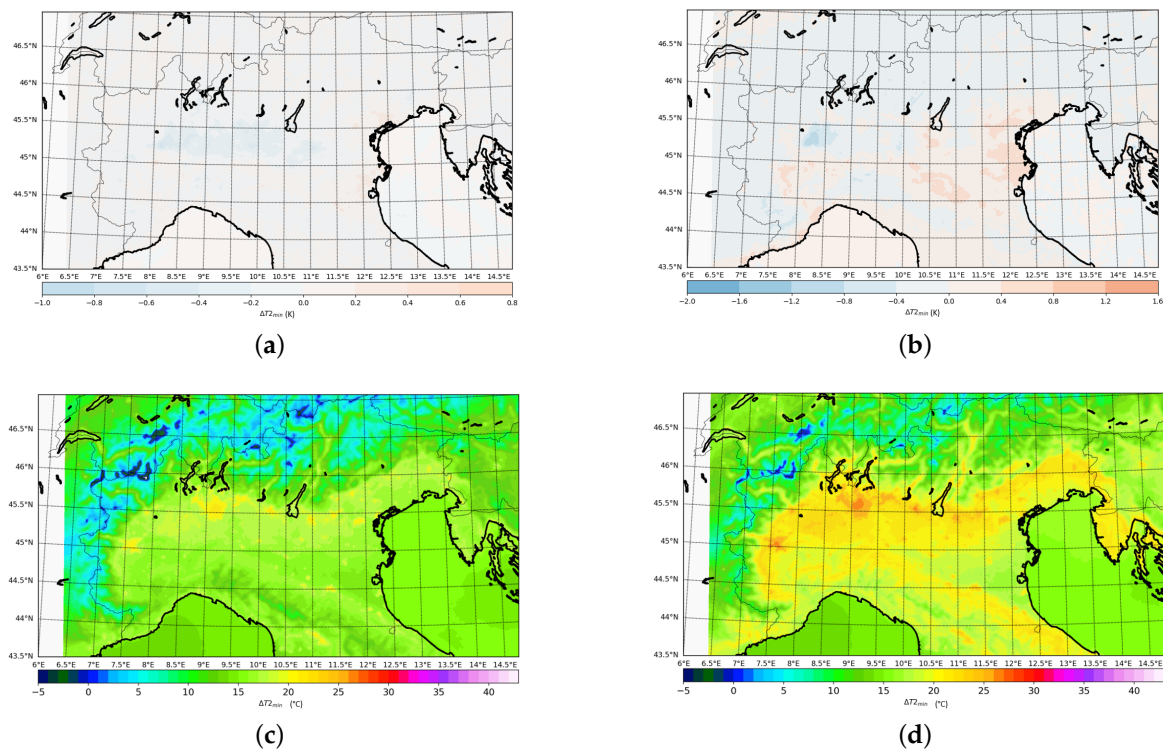 46.5°N
46°N
45.5°N
45°N
44.5°N
44°N
43.5°N
6°E 6.5°E 7°E 7.5°E 8°E 8.5°E 9°E 9.5°E 10°E 10.5°E 11°E 11.5°E 12°E 12.5°E 13°E 13.5°E 14°E 14.5°E
−1.0 −0.8 −0.6 −0.4 −0.2 0.0 0.2 0.4 0.6 0.8
ΔT2min (K)
(a)
46.5°N
46°N
45.5°N
45°N
44.5°N
44°N
43.5°N
6°E 6.5°E 7°E 7.5°E 8°E 8.5°E 9°E 9.5°E 10°E 10.5°E 11°E 11.5°E 12°E 12.5°E 13°E 13.5°E 14°E 14.5°E
−2.0 −1.6 −1.2 −0.8 −0.4 0.0 0.4 0.8 1.2 1.6
ΔT2min (K)
(b)
46.5°N
46°N
45.5°N
45°N
44.5°N
44°N
43.5°N
6°E 6.5°E 7°E 7.5°E 8°E 8.5°E 9°E 9.5°E 10°E 10.5°E 11°E 11.5°E 12°E 12.5°E 13°E 13.5°E 14°E 14.5°E
−5 0 5 10 15 20 25 30 35 40
ΔT2min (°C)
(c)
46.5°N
46°N
45.5°N
45°N
44.5°N
44°N
43.5°N
6°E 6.5°E 7°E 7.5°E 8°E 8.5°E 9°E 9.5°E 10°E 10.5°E 11°E 11.5°E 12°E 12.5°E 13°E 13.5°E 14°E 14.5°E
−5 0 5 10 15 20 25 30 35 40
ΔT2min (°C)
(d)